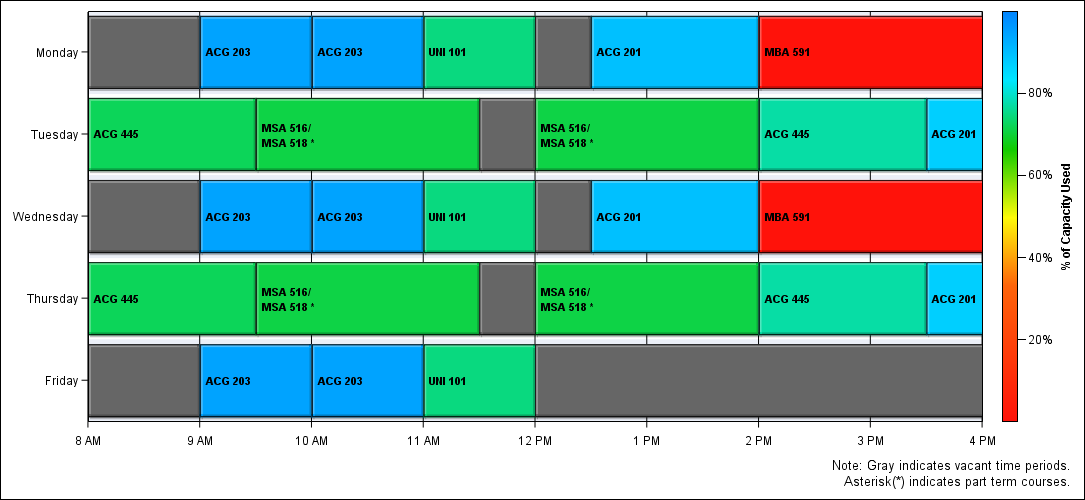 Monday
ACG 203
ACG 203
UNI 101
ACG 201
MBA 591
Tuesday
ACG 445
MSA 516/
MSA 518 *
MSA 516/
MSA 518 *
ACG 445
ACG 201
Wednesday
ACG 203
ACG 203
UNI 101
ACG 201
MBA 591
Thursday
ACG 445
MSA 516/
MSA 518 *
MSA 516/
MSA 518 *
ACG 445
ACG 201
Friday
ACG 203
ACG 203
UNI 101
8 AM
9 AM
10 AM
11 AM
12 PM
1 PM
2 PM
3 PM
4 PM
80%
60%
40%
20%
% of Capacity Used
Note: Gray indicates vacant time periods.
Asterisk(*) indicates part term courses.